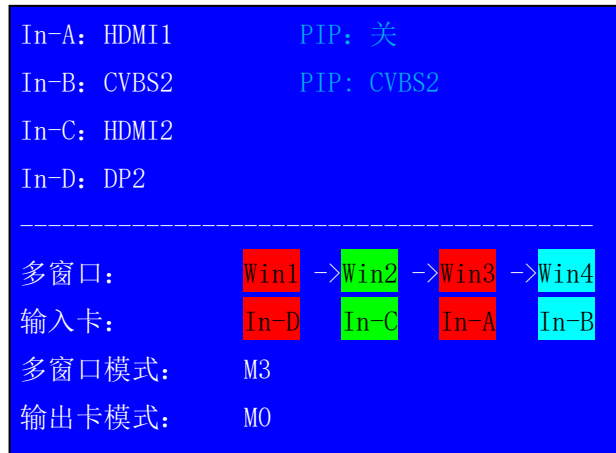 In-A：HDMI1 PIP：关
In-B：CVBS2 PIP: CVBS2
In-C：HDMI2
In-D：DP2
-----------------------------------------
多窗口： Win1 ->Win2 ->Win3 ->Win4
输入卡： In-D In-C In-A In-B
多窗口模式： M3
输出卡模式： M0